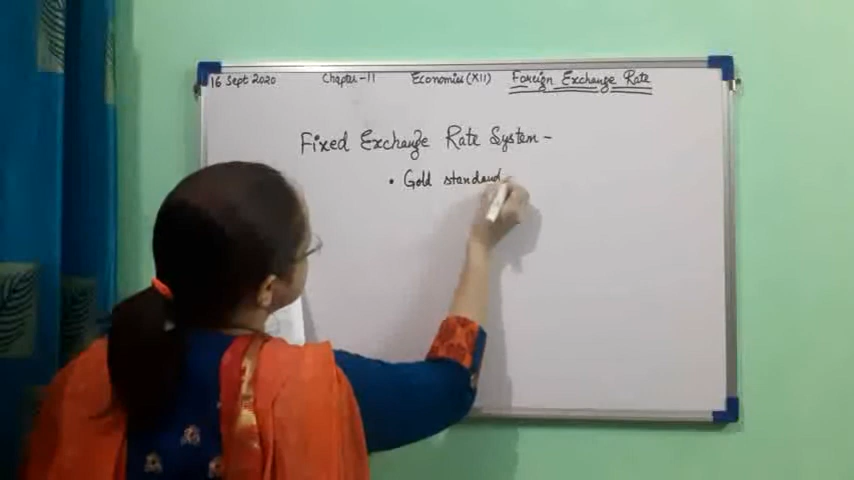 16 Sept 2020 Chapter-11 Economics(XII) Foreign Exchange Rate
Fixed Exchange Rate System -
• Gold standard